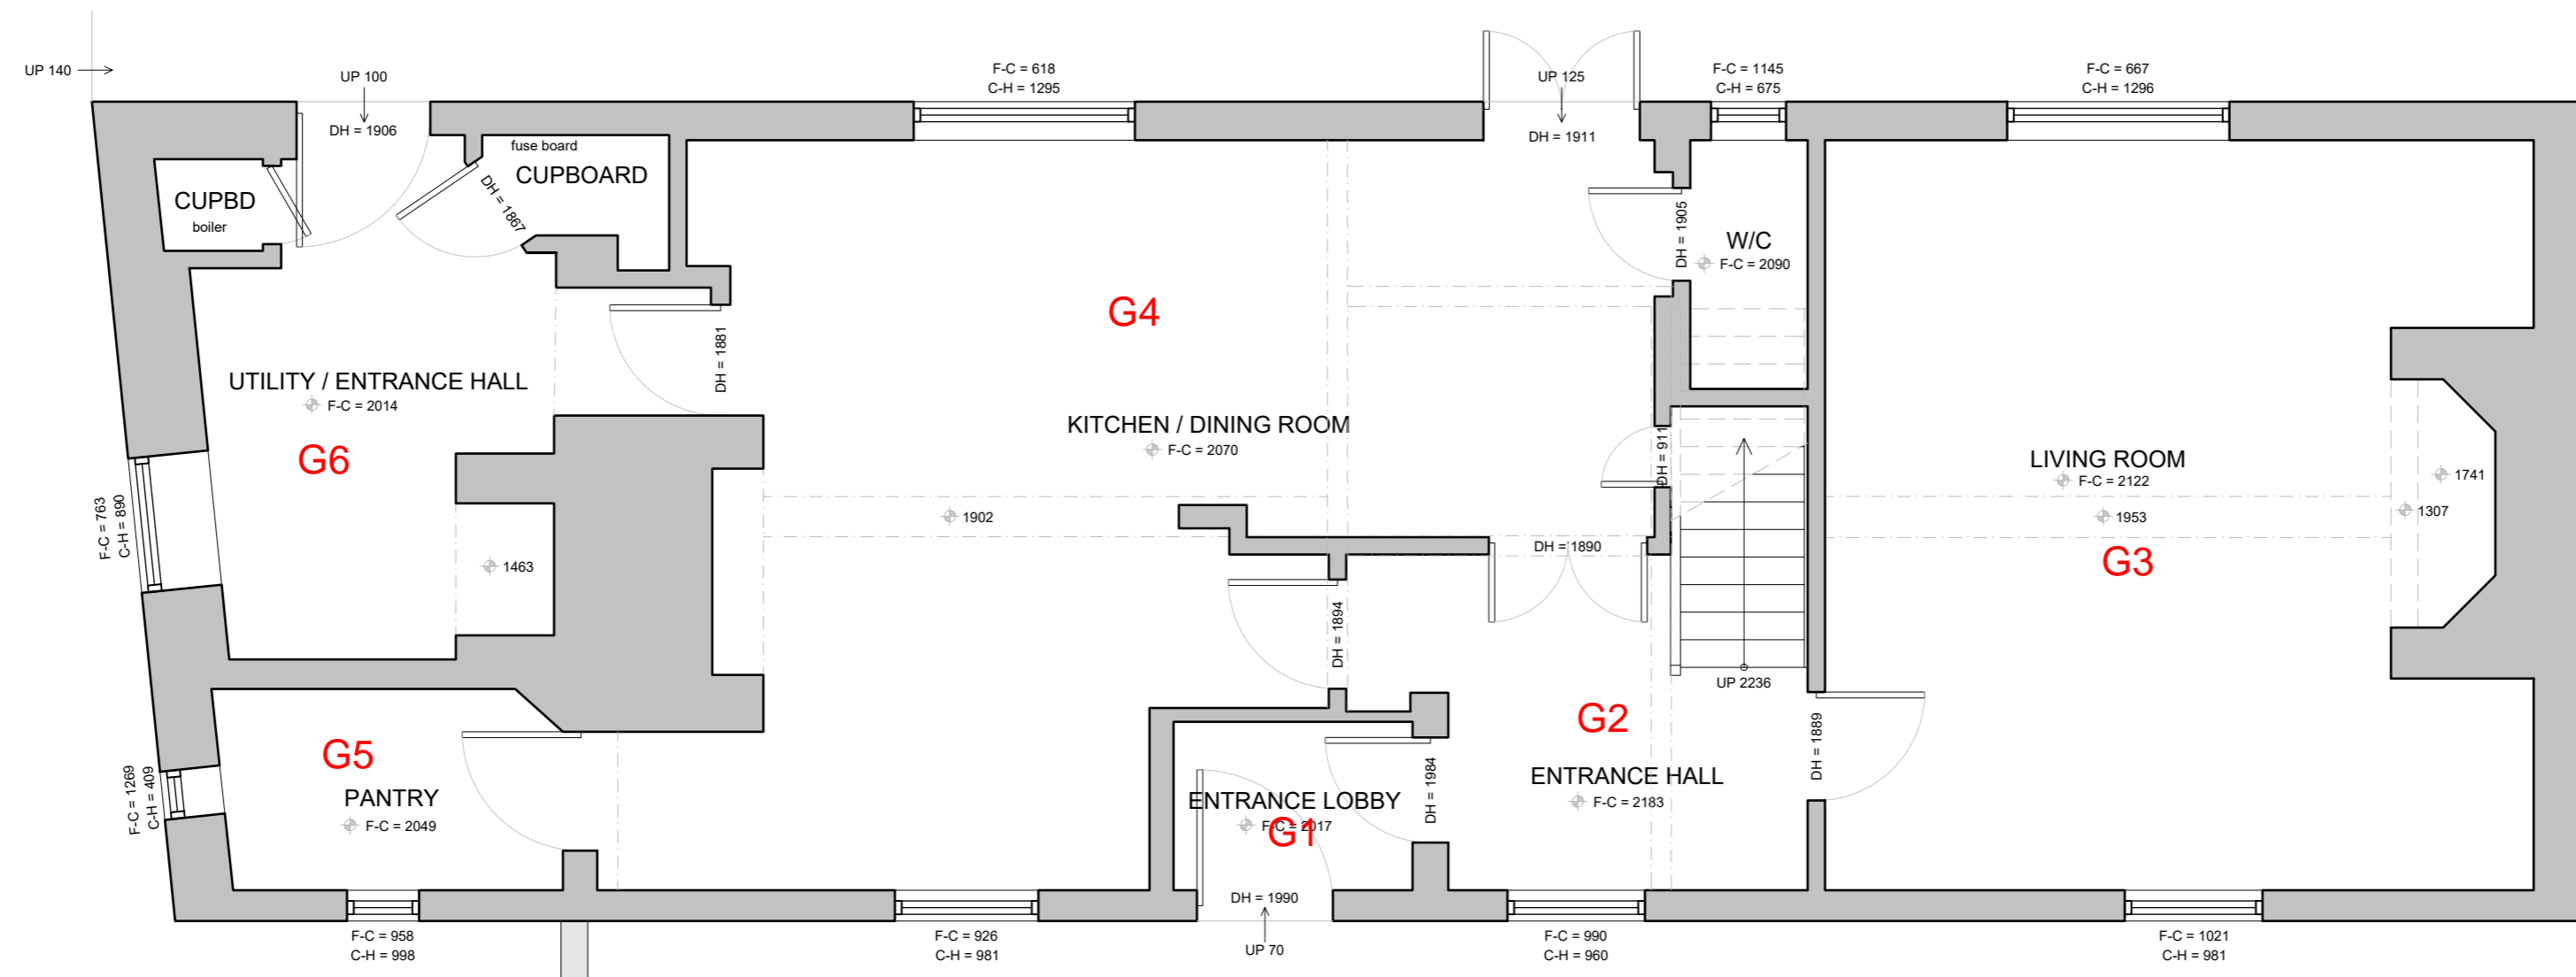 UP 140
UP 100
DH = 1906
F-C = 618
C-H = 1295
UP 125
DH = 1911
F-C = 1145
C-H = 675
F-C = 667
C-H = 1296
fuse board
CUPBOARD
DH = 1867
CUPBD
boiler
DH = 1905
W/C
F-C = 2090
G4
DH = 1881
UTILITY / ENTRANCE HALL
F-C = 2014
G6
KITCHEN / DINING ROOM
F-C = 2070
DH = 911
LIVING ROOM
F-C = 2122
1741
1307
1953
G3
1902
F-C = 763
C-H = 890
1463
DH = 1890
DH = 1894
UP 2236
G2
ENTRANCE HALL
F-C = 2183
DH = 1889
G5
PANTRY
F-C = 2049
F-C = 1269
C-H = 409
ENTRANCE LOBBY
F-C = 2017
G1
DH = 1984
DH = 1990
UP 70
F-C = 958
C-H = 998
F-C = 926
C-H = 981
F-C = 990
C-H = 960
F-C = 1021
C-H = 981